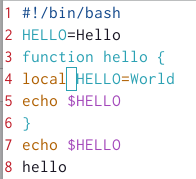 1 #!/bin/bash
2 HELLO=Hello
3 function hello {
4 local HELLO=World
5 echo $HELLO
6 }
7 echo $HELLO
8 hello